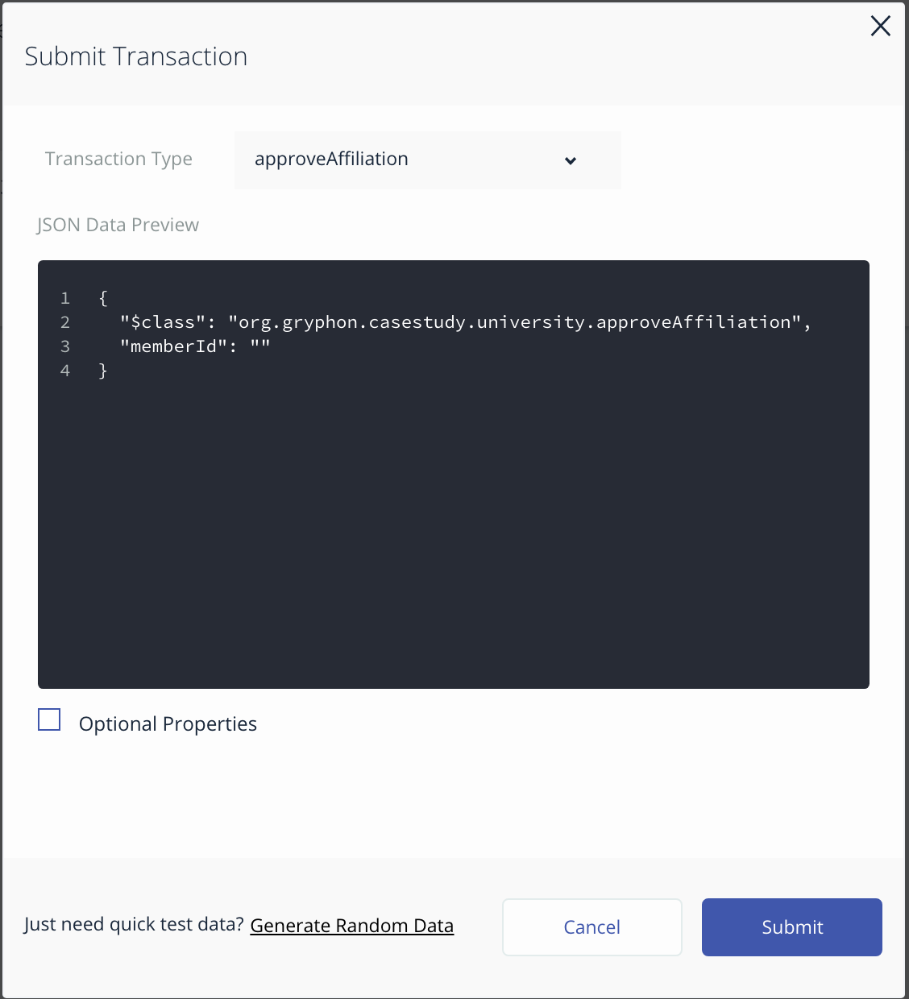 Submit Transaction
Transaction Type
approveAffiliation
JSON Data Preview
1 {
2 "$class": "org.gryphon.casestudy.university.approveAffiliation",
3 "memberId": ""
4 }
Optional Properties
Just need quick test data? Generate Random Data
Cancel
Submit